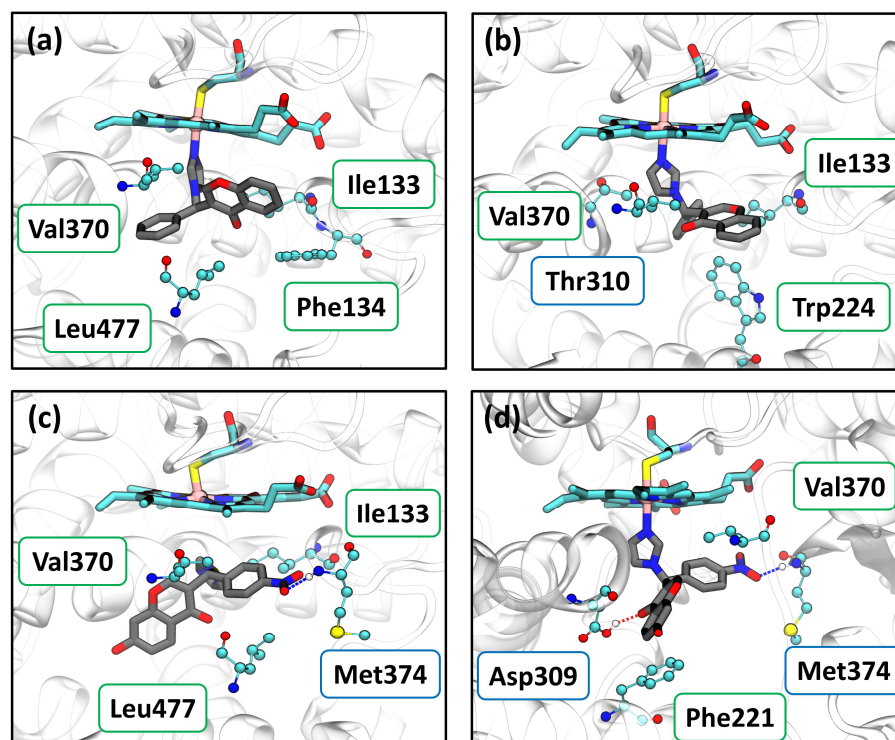 (a)
Ile133
Val370
Leu477
Phe134
(b)
Ile133
Val370
Thr310
Trp224
(c)
Ile133
Val370
Met374
Leu477
(d)
Val370
Asp309
Met374
Phe221